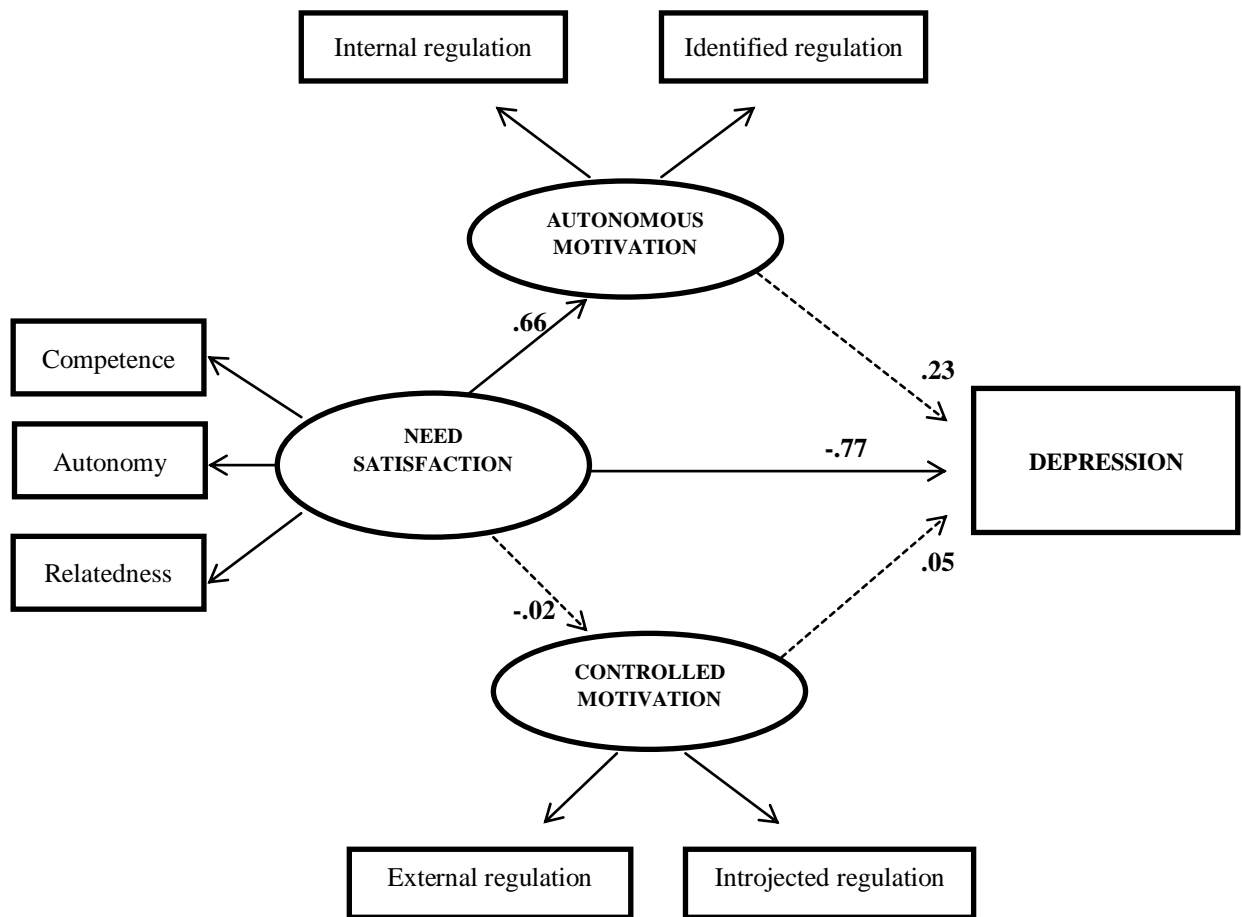 Internal regulation
Identified regulation
AUTONOMOUS
MOTIVATION
.66
.23
Competence
Autonomy
Relatedness
NEED
SATISFACTION
-.77
DEPRESSION
-.02
.05
CONTROLLED
MOTIVATION
External regulation
Introjected regulation